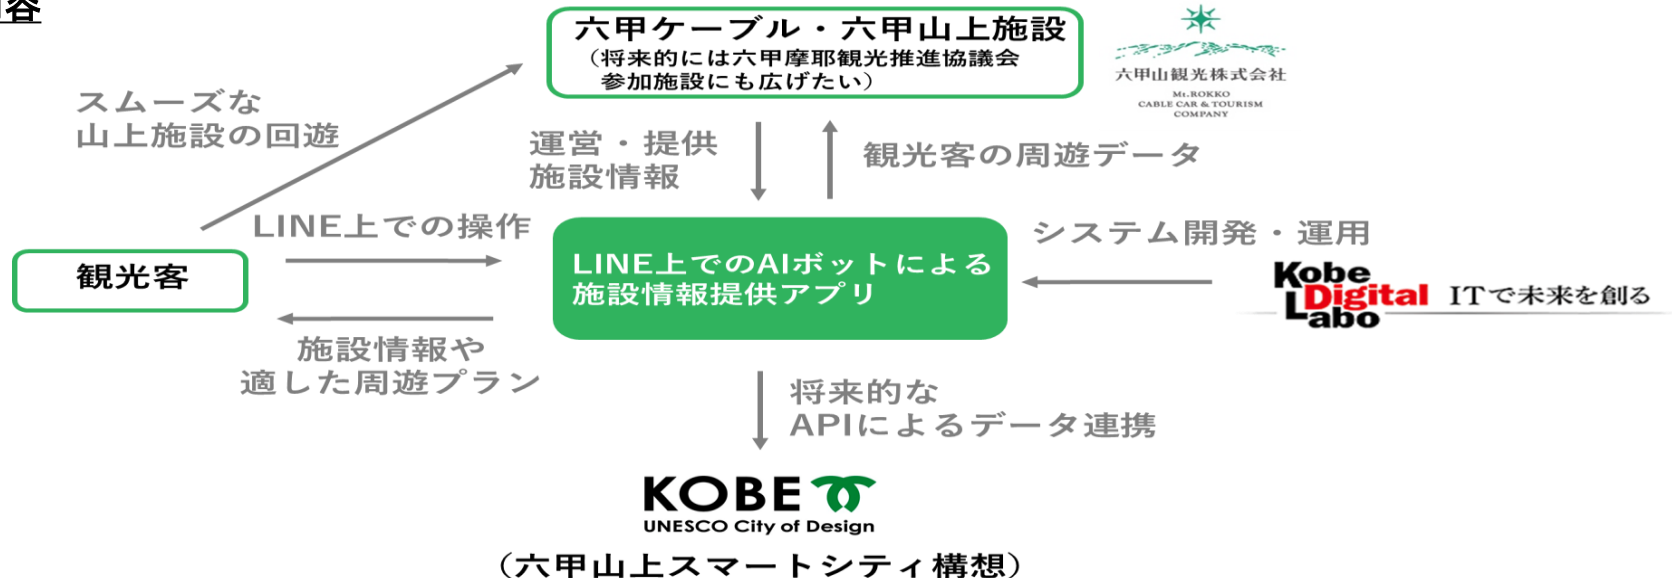 容
六甲ケーブル・六甲山上施設
（将来的には六甲摩耶観光推進協議会
参加施設にも広げたい）
六甲山観光株式会社
Mt.ROKKO
CABLE CAR & TOURISM
COMPANY
スムーズな
山上施設の回遊
運営・提供
施設情報
観光客の周遊データ
LINE上での操作
システム開発・運用
観光客
LINE上でのAIボットによる
施設情報提供アプリ
Kobe
Digital
Labo
ITで未来を創る
施設情報や
適した周遊プラン
将来的な
APIによるデータ連携
KOBE
UNESCO City of Design
（六甲山上スマートシティ構想）